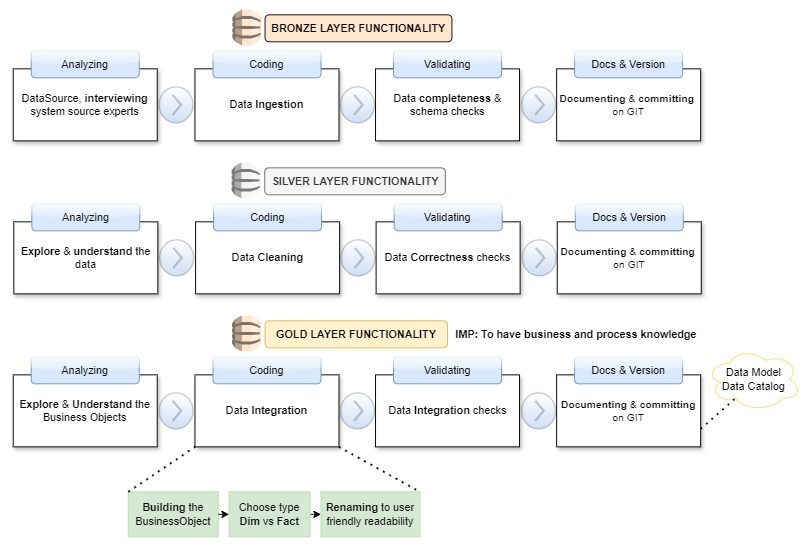 BRONZE LAYER FUNCTIONALITY
Analyzing
Coding
Validating
Docs & Version
DataSource, interviewing
system source experts
Data Ingestion
Data completeness &
schema checks
Documenting & committing
on GIT
SILVER LAYER FUNCTIONALITY
Analyzing
Coding
Validating
Docs & Version
Explore & understand the
data
Data Cleaning
Data Correctness checks
Documenting & committing
on GIT
GOLD LAYER FUNCTIONALITY
IMP: To have business and process knowledge
Analyzing
Coding
Validating
Docs & Version
Explore & Understand the
Business Objects
Data Integration
Data Integration checks
Documenting & committing
on GIT
Data Model
Data Catalog
Building the
BusinessObject
Choose type
Dim vs Fact
Renaming to user
friendly readability